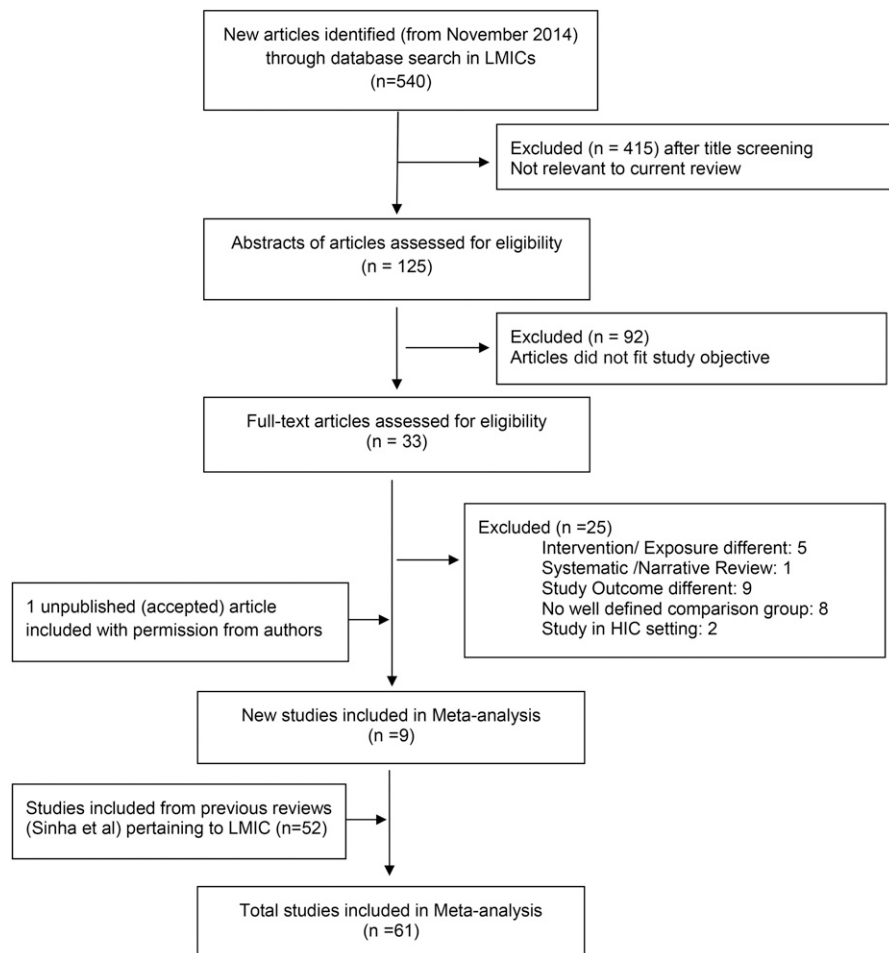 New articles identified (from November 2014)
through database search in LMICs
(n=540)
Excluded (n = 415) after title screening
Not relevant to current review
Abstracts of articles assessed for eligibility
(n = 125)
Excluded (n = 92)
Articles did not fit study objective
Full-text articles assessed for eligibility
(n = 33)
Excluded (n =25)
Intervention/ Exposure different: 5
Systematic /Narrative Review: 1
Study Outcome different: 9
No well defined comparison group: 8
Study in HIC setting: 2
1 unpublished (accepted) article
included with permission from authors
New studies included in Meta-analysis
(n =9)
Studies included from previous reviews
(Sinha et al) pertaining to LMIC (n=52)
Total studies included in Meta-analysis
(n =61)